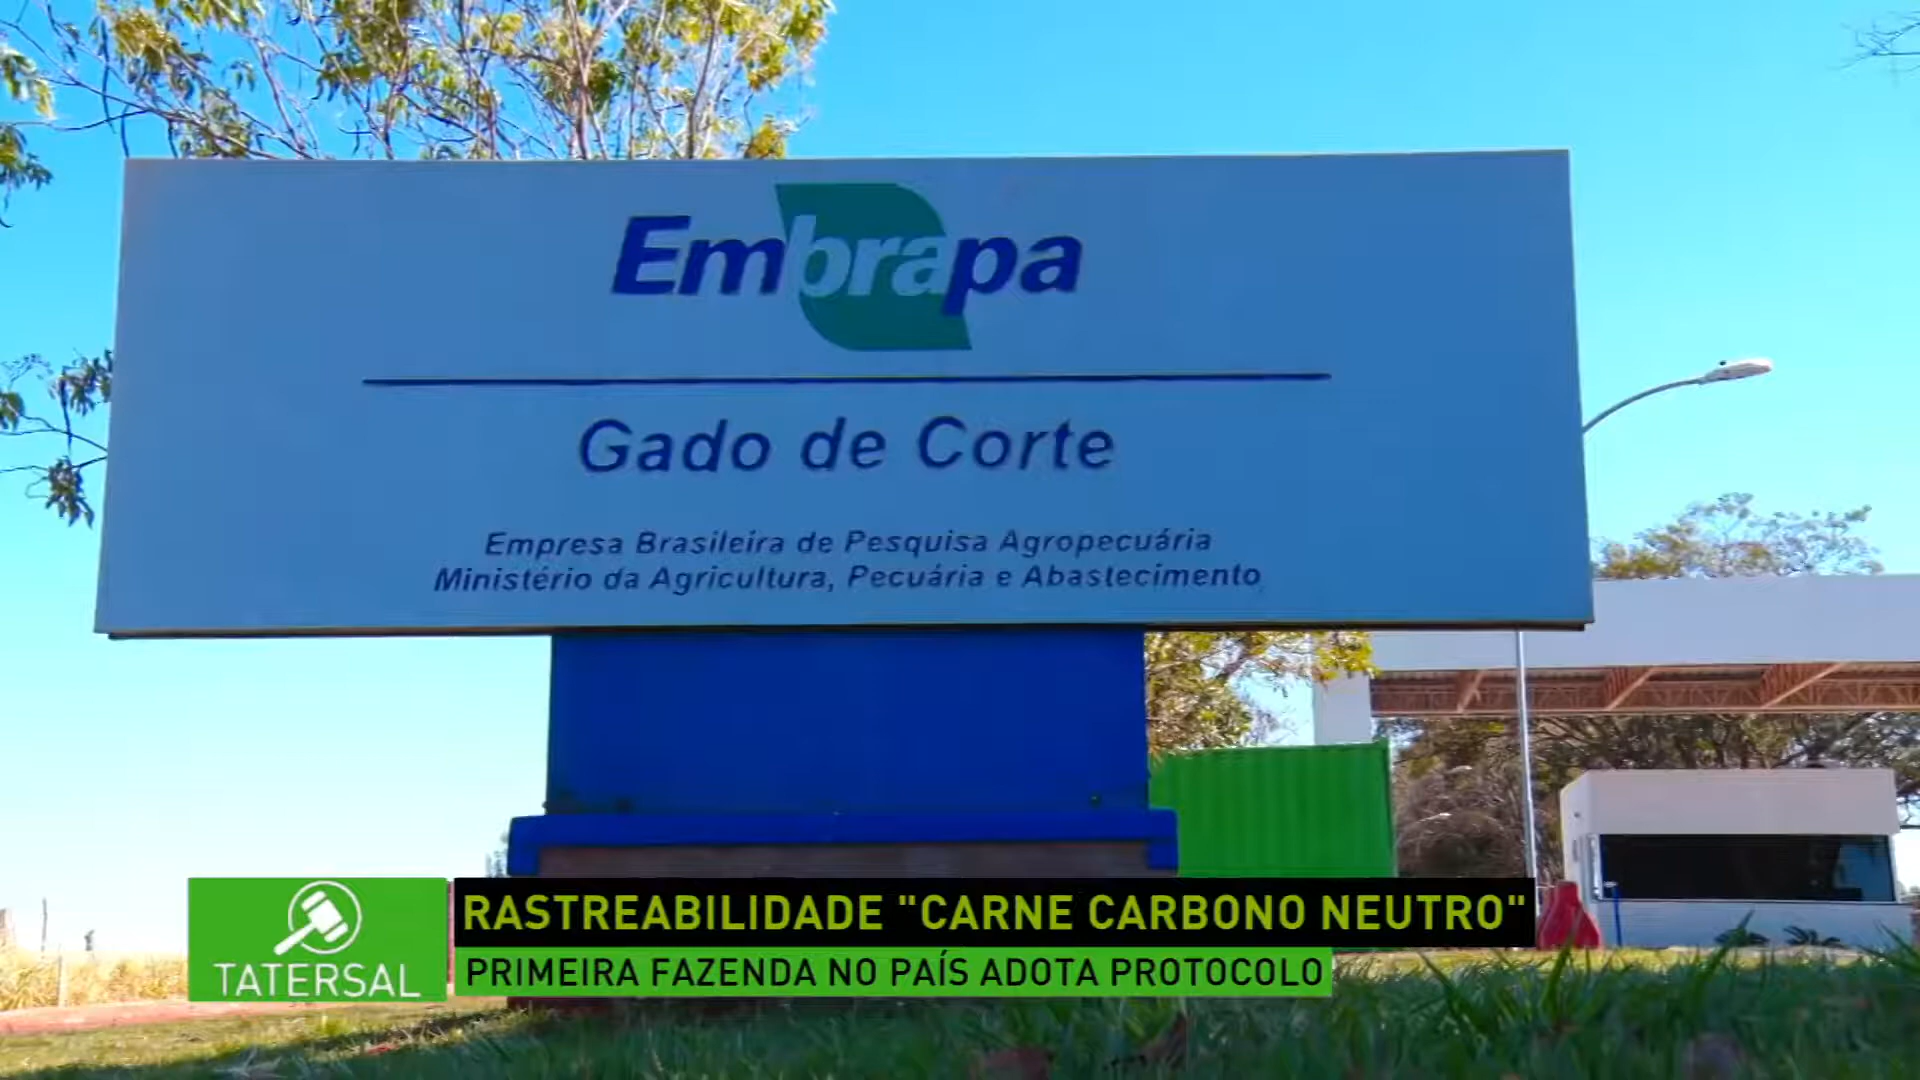 Embrapa
Gado de Corte
Empresa Brasileira de Pesquisa Agropecuária
Ministério da Agricultura, Pecuária e Abastecimento
TATERSAL
RASTREABILIDADE "CARNE CARBONO NEUTRO"
PRIMEIRA FAZENDA NO PAÍS ADOTA PROTOCOLO